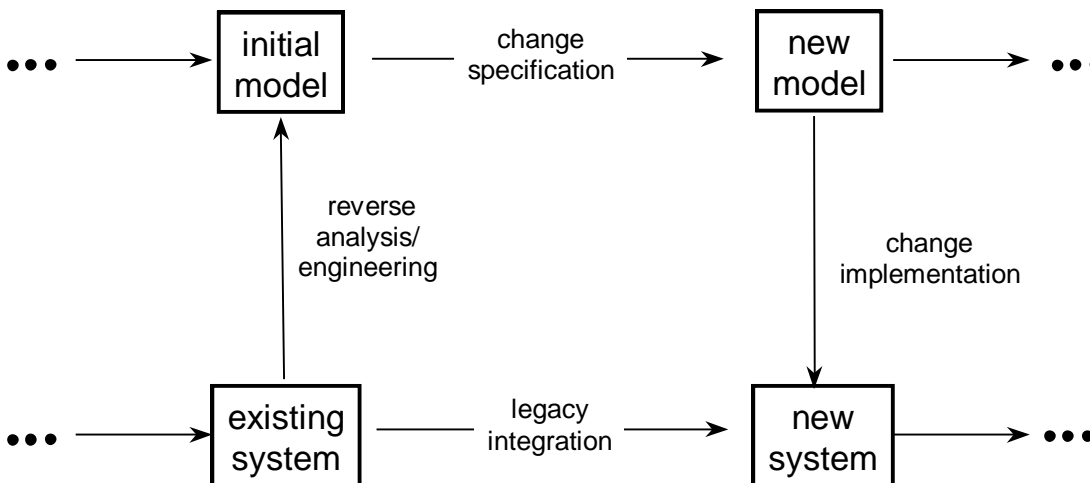 initial
model
change
specification
new
model
reverse
analysis/
engineering
change
implementation
existing
system
legacy
integration
new
system